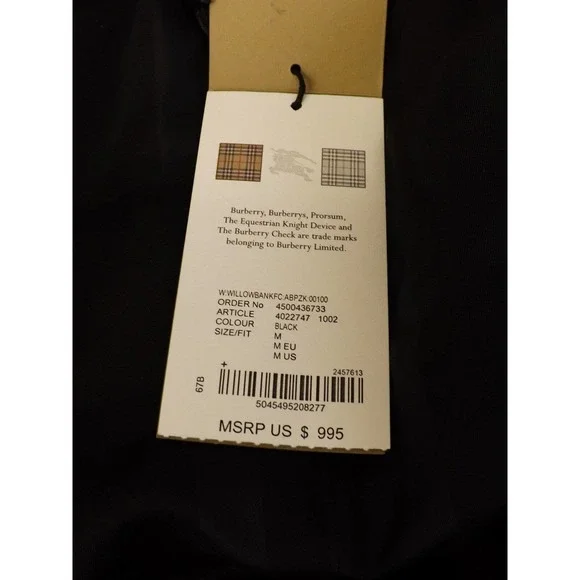 Burberry, Burberrys, Prorsum,
The Equestrian Knight Device and
The Burberry Check are trade marks
belonging to Burberry Limited.
W:WILLOWBANKFC:ABPZK:00100
ORDER No 4500436733
ARTICLE 4022747 1002
COLOUR BLACK
SIZE/FIT M
M EU
M US
+
2457613
67B
5045495208277
MSRP US $ 995